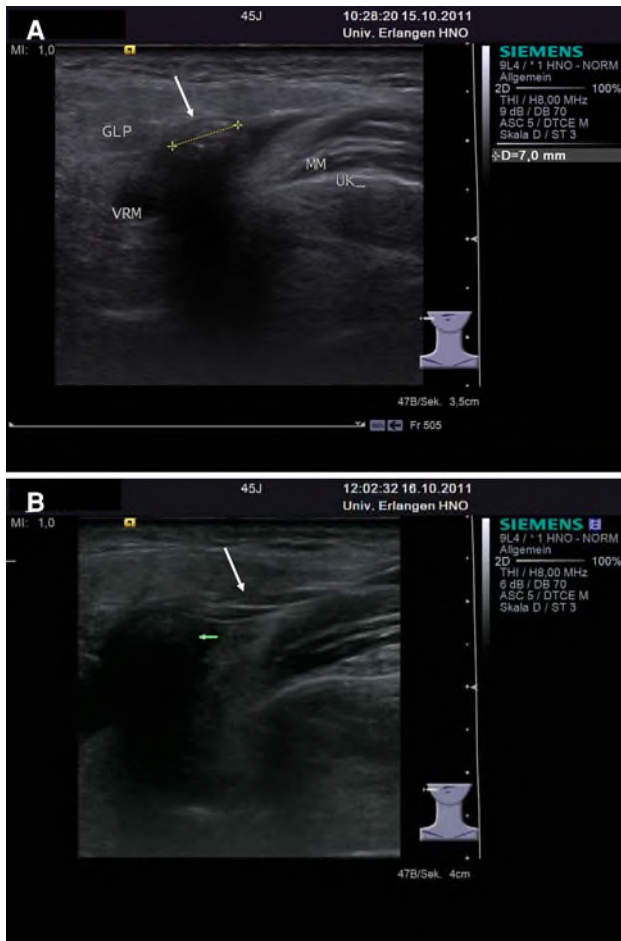 A
45J
10:28:20 15.10.2011
Univ. Erlangen HNO
MI: 1,0
SIEMENS
9L4 / * 1 HNO - NORM
Allgemein
2D 100%
THI / H8,00 MHz
9 dB / DB 70
ASC 5 / DTCE M
Skala D / ST 3
D=7,0 mm
GLP
MM
UK_
VRM
47B/Sek. 3,5cm
Fr 505
B
45J
12:02:32 16.10.2011
Univ. Erlangen HNO
MI: 1,0
SIEMENS
9L4 / * 1 HNO - NORM
Allgemein
2D 100%
THI / H8,00 MHz
6 dB / DB 70
ASC 5 / DTCE M
Skala D / ST 3
47B/Sek. 4cm